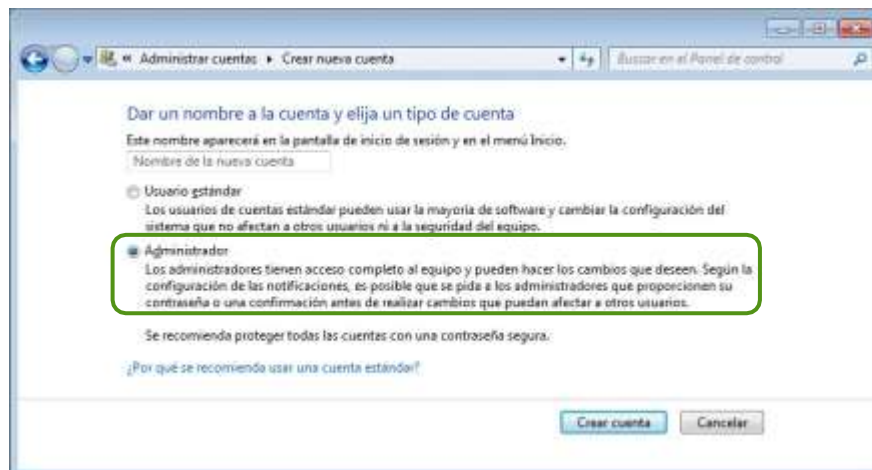 « Administrar cuentas ▸ Crear nueva cuenta
Buscar en el Panel de control
Dar un nombre a la cuenta y elija un tipo de cuenta
Este nombre aparecerá en la pantalla de inicio de sesión y en el menú Inicio.
Nombre de la nueva cuenta
Usuario estándar
Los usuarios de cuentas estándar pueden usar la mayoría de software y cambiar la configuración del
sistema que no afectan a otros usuarios ni a la seguridad del equipo.
Administrador
Los administradores tienen acceso completo al equipo y pueden hacer los cambios que deseen. Según la
configuración de las notificaciones, es posible que se pida a los administradores que proporcionen su
contraseña o una confirmación antes de realizar cambios que puedan afectar a otros usuarios.
Se recomienda proteger todas las cuentas con una contraseña segura.
¿Por qué se recomienda usar una cuenta estándar?
Crear cuenta
Cancelar